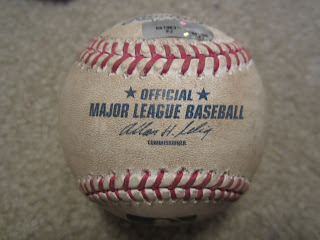 ★ OFFICIAL ★
MAJOR LEAGUE BASEBALL
Allan H. Selig
COMMISSIONER